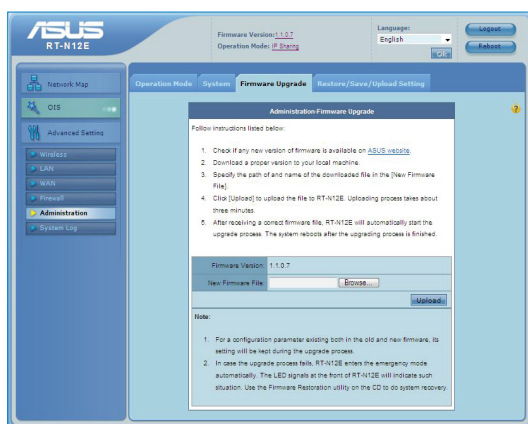 ASUS
RT-N12E
Firmware Version:1.1.0.7
Operation Mode: IP Sharing
Language:
English
OK
Logout
Reboot
Network Map
QIS
Advanced Setting
Wireless
LAN
WAN
Firewall
Administration
System Log
Operation Mode System Firmware Upgrade Restore/Save/Upload Setting
Administration-Firmware Upgrade
Follow instructions listed below:
1. Check if any new version of firmware is available on ASUS website.
2. Download a proper version to your local machine.
3. Specify the path of and name of the downloaded file in the [New Firmware
File].
4. Click [Upload] to upload the file to RT-N12E. Uploading process takes about
three minutes.
5. After receiving a correct firmware file, RT-N12E will automatically start the
upgrade process. The system reboots after the upgrading process is finished.
Firmware Version: 1.1.0.7
New Firmware File: Browse...
Upload
Note:
1. For a configuration parameter existing both in the old and new firmware, its
setting will be kept during the upgrade process.
2. In case the upgrade process fails, RT-N12E enters the emergency mode
automatically. The LED signals at the front of RT-N12E will indicate such
situation. Use the Firmware Restoration utility on the CD to do system recovery.